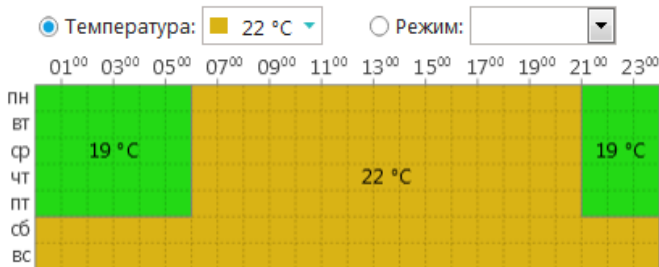 Температура: 22 °C Режим:
01⁰⁰ 03⁰⁰ 05⁰⁰ 07⁰⁰ 09⁰⁰ 11⁰⁰ 13⁰⁰ 15⁰⁰ 17⁰⁰ 19⁰⁰ 21⁰⁰ 23⁰⁰
пн
вт
ср 19 °C 19 °C
чт 22 °C
пт
сб
вс